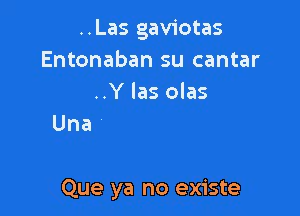 ..Las gaviotas
Entonaban su cantar
..Y las olas
Una
Que ya no existe